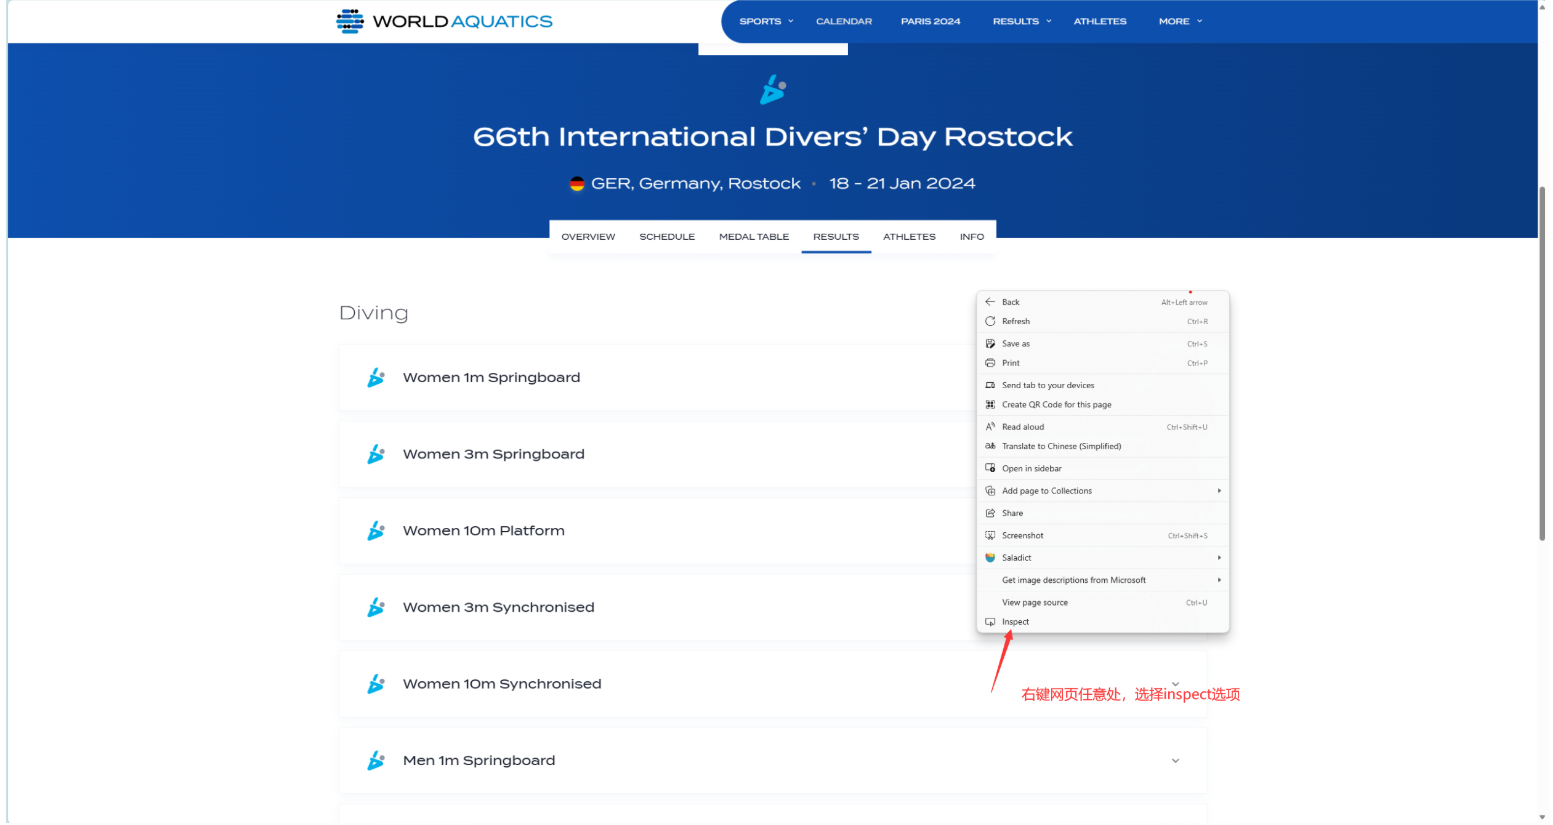 WORLD AQUATICS
SPORTS CALENDAR PARIS 2024 RESULTS ATHLETES MORE
66th International Divers’ Day Rostock
GER, Germany, Rostock • 18 - 21 Jan 2024
OVERVIEW SCHEDULE MEDAL TABLE RESULTS ATHLETES INFO
Diving
Women 1m Springboard
Women 3m Springboard
Women 10m Platform
Women 3m Synchronised
Women 10m Synchronised
Men 1m Springboard
Back Alt+Left arrow
Refresh Ctrl+R
Save as Ctrl+S
Print Ctrl+P
Send tab to your devices
Create QR Code for this page
Read aloud Ctrl+Shift+U
Translate to Chinese (Simplified)
Open in sidebar
Add page to Collections
Share
Screenshot Ctrl+Shift+S
Saladict
Get image descriptions from Microsoft
View page source Ctrl+U
Inspect
右键网页任意处，选择inspect选项